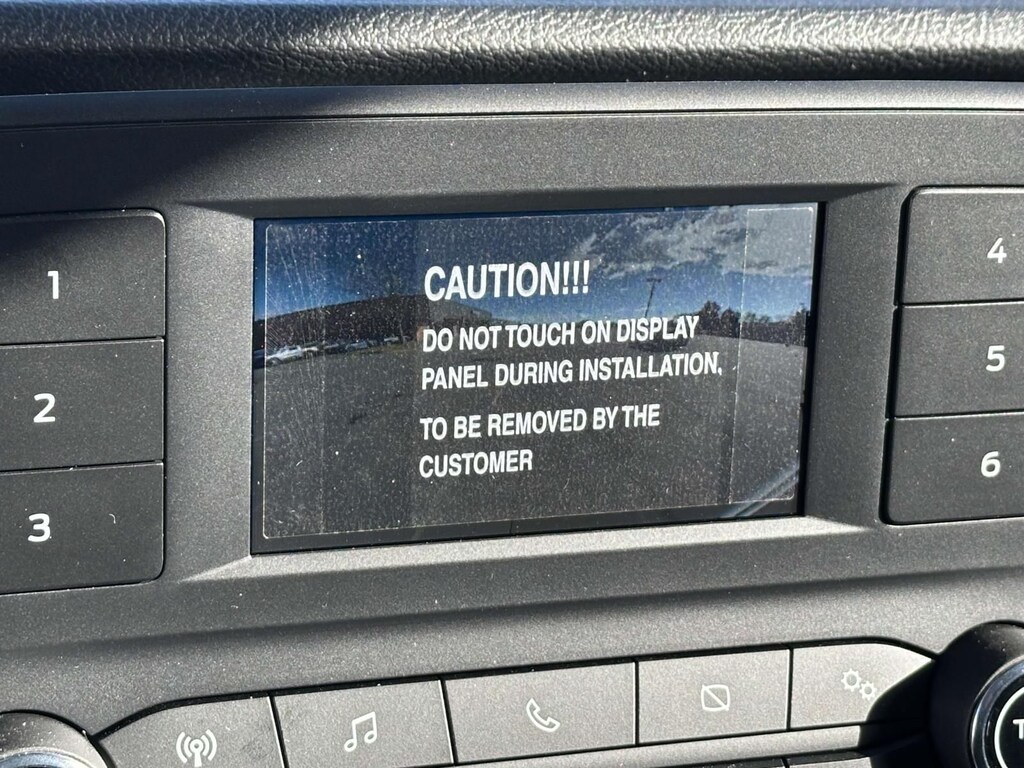 1
2
3
CAUTION!!!
DO NOT TOUCH ON DISPLAY
PANEL DURING INSTALLATION,
TO BE REMOVED BY THE
CUSTOMER
4
5
6